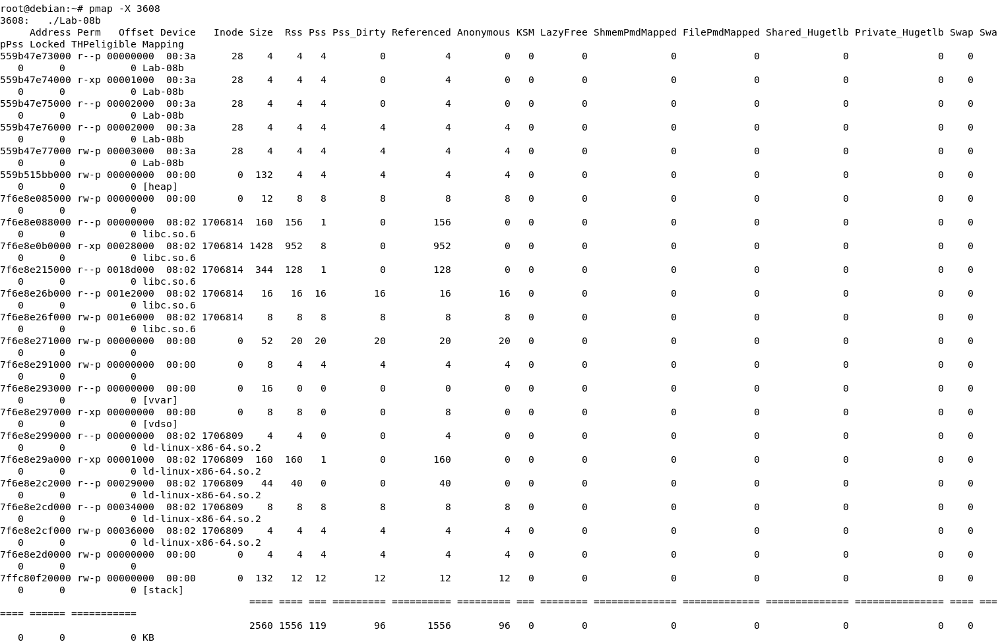 root@debian:~# pmap -X 3608
3608:   ./Lab-08b
     Address Perm   Offset Device   Inode Size  Rss Pss Pss_Dirty Referenced Anonymous KSM LazyFree ShmemPmdMapped FilePmdMapped Shared_Hugetlb Private_Hugetlb Swap Swa
pPss Locked THPeligible Mapping
559b47e73000 r--p 00000000  00:3a      28    4    4   4         0          4         0   0        0              0             0              0               0    0
   0      0           0 Lab-08b
559b47e74000 r-xp 00001000  00:3a      28    4    4   4         0          4         0   0        0              0             0              0               0    0
   0      0           0 Lab-08b
559b47e75000 r--p 00002000  00:3a      28    4    4   4         0          4         0   0        0              0             0              0               0    0
   0      0           0 Lab-08b
559b47e76000 r--p 00002000  00:3a      28    4    4   4         4          4         4   0        0              0             0              0               0    0
   0      0           0 Lab-08b
559b47e77000 rw-p 00003000  00:3a      28    4    4   4         4          4         4   0        0              0             0              0               0    0
   0      0           0 Lab-08b
559b515bb000 rw-p 00000000  00:00       0  132    4   4         4          4         4   0        0              0             0              0               0    0
   0      0           0 [heap]
7f6e8e085000 rw-p 00000000  00:00       0   12    8   8         8          8         8   0        0              0             0              0               0    0
   0      0           0
7f6e8e088000 r--p 00000000  08:02 1706814  160  156   1         0        156         0   0        0              0             0              0               0    0
   0      0           0 libc.so.6
7f6e8e0b0000 r-xp 00028000  08:02 1706814 1428  952   8         0        952         0   0        0              0             0              0               0    0
   0      0           0 libc.so.6
7f6e8e215000 r--p 0018d000  08:02 1706814  344  128   1         0        128         0   0        0              0             0              0               0    0
   0      0           0 libc.so.6
7f6e8e26b000 r--p 001e2000  08:02 1706814   16   16  16        16         16        16   0        0              0             0              0               0    0
   0      0           0 libc.so.6
7f6e8e26f000 rw-p 001e6000  08:02 1706814    8    8   8         8          8         8   0        0              0             0              0               0    0
   0      0           0 libc.so.6
7f6e8e271000 rw-p 00000000  00:00       0   52   20  20        20         20        20   0        0              0             0              0               0    0
   0      0           0
7f6e8e291000 rw-p 00000000  00:00       0    8    4   4         4          4         4   0        0              0             0              0               0    0
   0      0           0
7f6e8e293000 r--p 00000000  00:00       0   16    0   0         0          0         0   0        0              0             0              0               0    0
   0      0           0 [vvar]
7f6e8e297000 r-xp 00000000  00:00       0    8    8   0         0          8         0   0        0              0             0              0               0    0
   0      0           0 [vdso]
7f6e8e299000 r--p 00000000  08:02 1706809    4    4   0         0          4         0   0        0              0             0              0               0    0
   0      0           0 ld-linux-x86-64.so.2
7f6e8e29a000 r-xp 00001000  08:02 1706809  160  160   1         0        160         0   0        0              0             0              0               0    0
   0      0           0 ld-linux-x86-64.so.2
7f6e8e2c2000 r--p 00029000  08:02 1706809   44   40   0         0         40         0   0        0              0             0              0               0    0
   0      0           0 ld-linux-x86-64.so.2
7f6e8e2cd000 r--p 00034000  08:02 1706809    8    8   8         8          8         8   0        0              0             0              0               0    0
   0      0           0 ld-linux-x86-64.so.2
7f6e8e2cf000 rw-p 00036000  08:02 1706809    4    4   4         4          4         4   0        0              0             0              0               0    0
   0      0           0 ld-linux-x86-64.so.2
7f6e8e2d0000 rw-p 00000000  00:00       0    4    4   4         4          4         4   0        0              0             0              0               0    0
   0      0           0
7ffc80f20000 rw-p 00000000  00:00       0  132   12  12        12         12        12   0        0              0             0              0               0    0
   0      0           0 [stack]
                                          ==== ==== === ========= ========== ========= === ======== ============== ============= ============== =============== ==== ===
==== ====== ===========
                                          2560 1556 119        96       1556        96   0        0              0             0              0               0    0
   0      0           0 KB